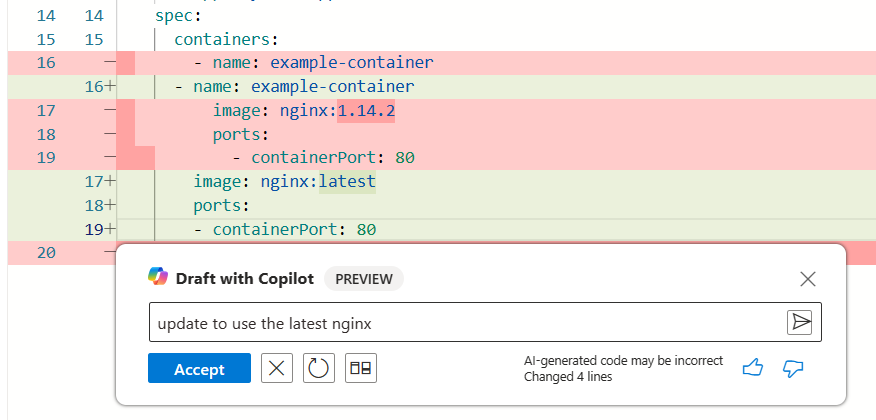 14 14 spec:
15 15 containers:
16 — - name: example-container
16+ - name: example-container
17 — image: nginx:1.14.2
18 — ports:
19 — - containerPort: 80
17+ image: nginx:latest
18+ ports:
19+ - containerPort: 80
20 —
Draft with Copilot PREVIEW
update to use the latest nginx
Accept
AI-generated code may be incorrect
Changed 4 lines